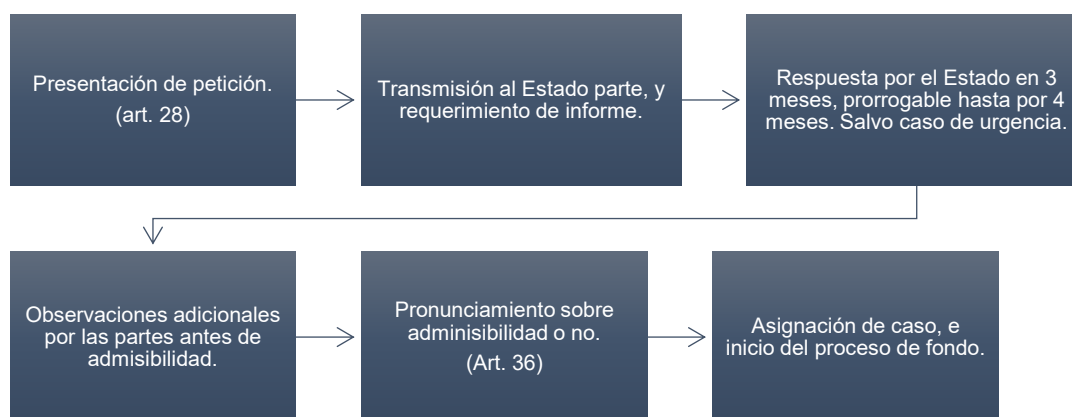 Presentación de petición.
(art. 28)
Transmisión al Estado parte, y
requerimiento de informe.
Respuesta por el Estado en 3
meses, prorrogable hasta por 4
meses. Salvo caso de urgencia.
Observaciones adicionales
por las partes antes de
admisibilidad.
Pronunciamiento sobre
adminisibilidad o no.
(Art. 36)
Asignación de caso, e
inicio del proceso de fondo.